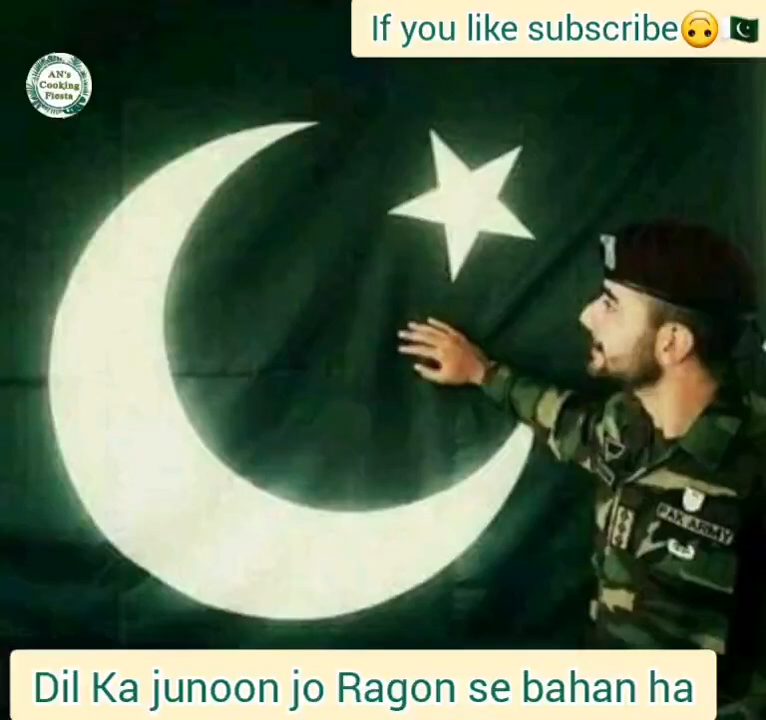 If you like subscribe🙃🇵🇰
AN's
Cooking
Fiesta
PAK ARMY
Dil Ka junoon jo Ragon se bahan ha